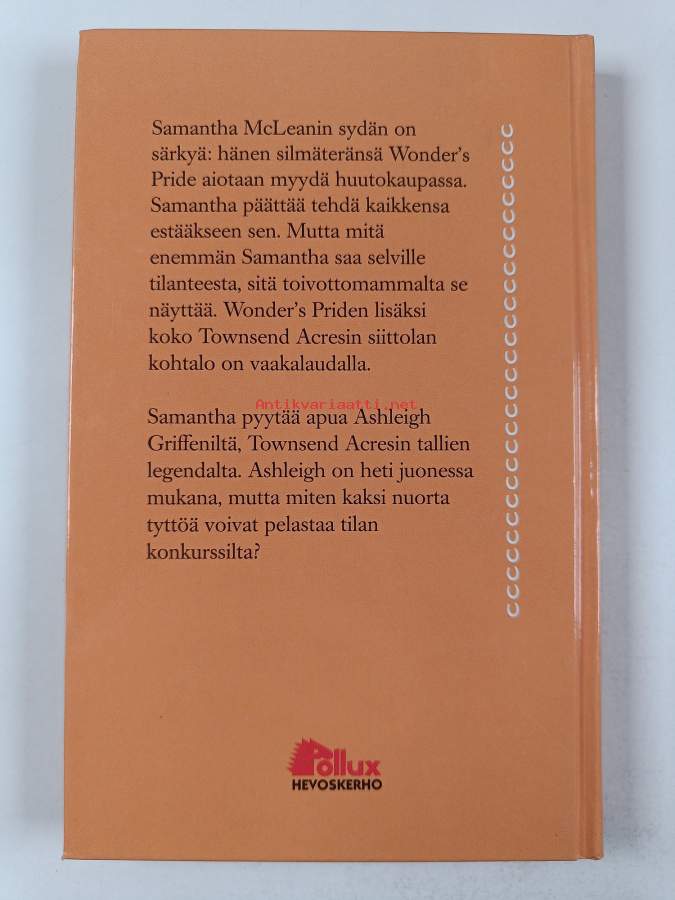 Samantha McLeanin sydän on
särkyä: hänen silmäteränsä Wonder's
Pride aiotaan myydä huutokaupassa.
Samantha päättää tehdä kaikkensa
estääkseen sen. Mutta mitä
enemmän Samantha saa selville
tilanteesta, sitä toivottomammalta se
näyttää. Wonder's Priden lisäksi
koko Townsend Acresin siittolan
kohtalo on vaakalaudalla.
Antikvariaatti.net
Samantha pyytää apua Ashleigh
Griffeniltä, Townsend Acresin tallien
legendalta. Ashleigh on heti juonessa
mukana, mutta miten kaksi nuorta
tyttöä voivat pelastaa tilan
konkurssilta?
Pollux
HEVOSKERHO